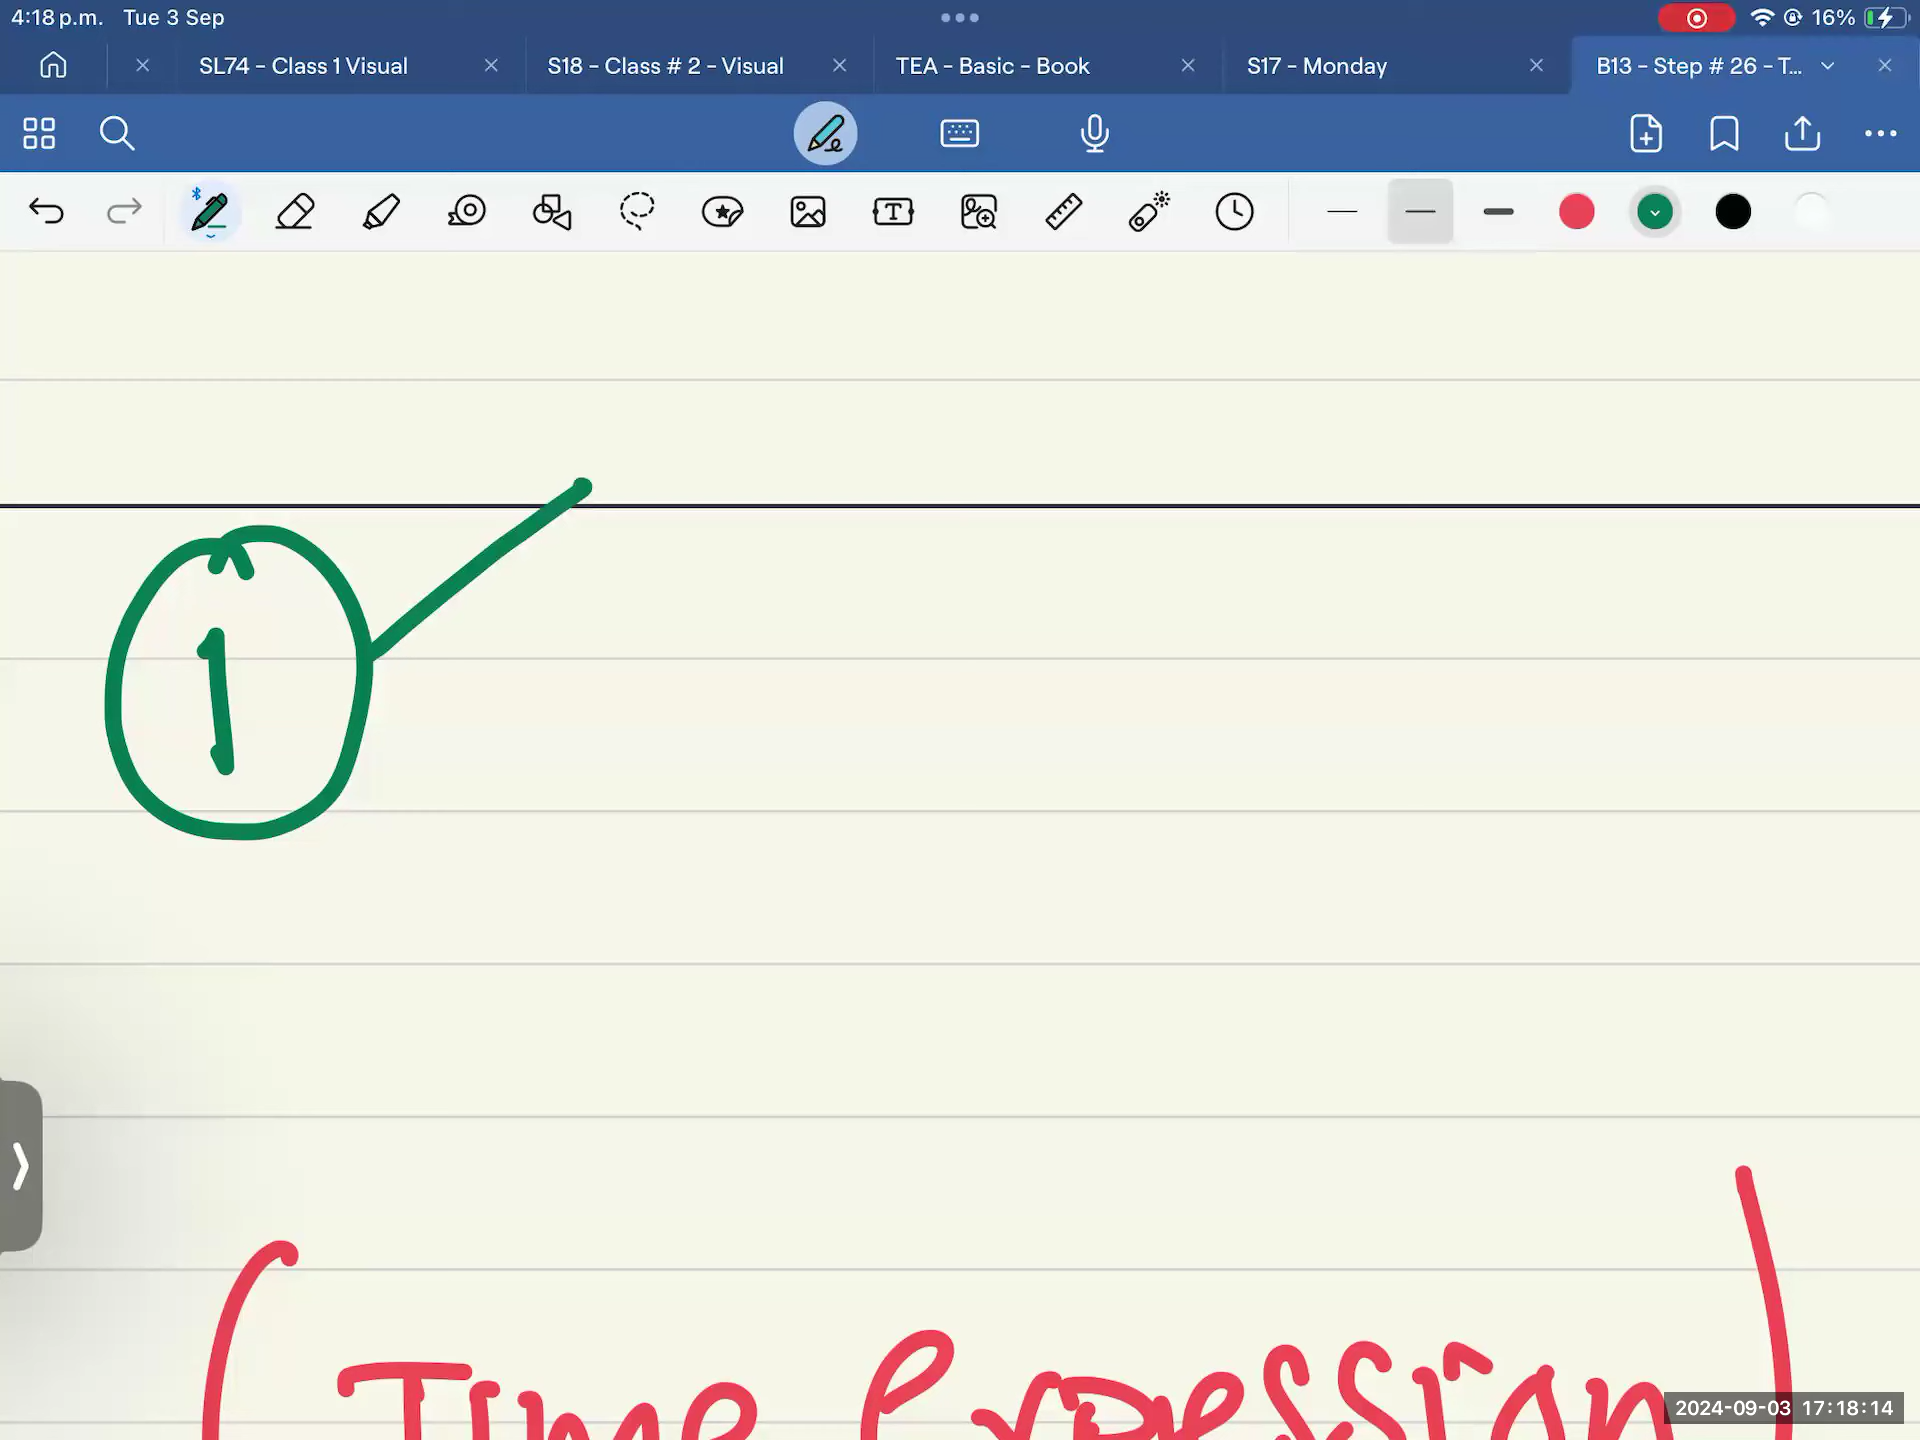 4:18 p.m. Tue 3 Sep 16%
SL74 - Class 1 Visual S18 - Class # 2 - Visual TEA - Basic - Book S17 - Monday B13 - Step # 26 - T...
1
(Time Expression)
2024-09-03 17:18:14